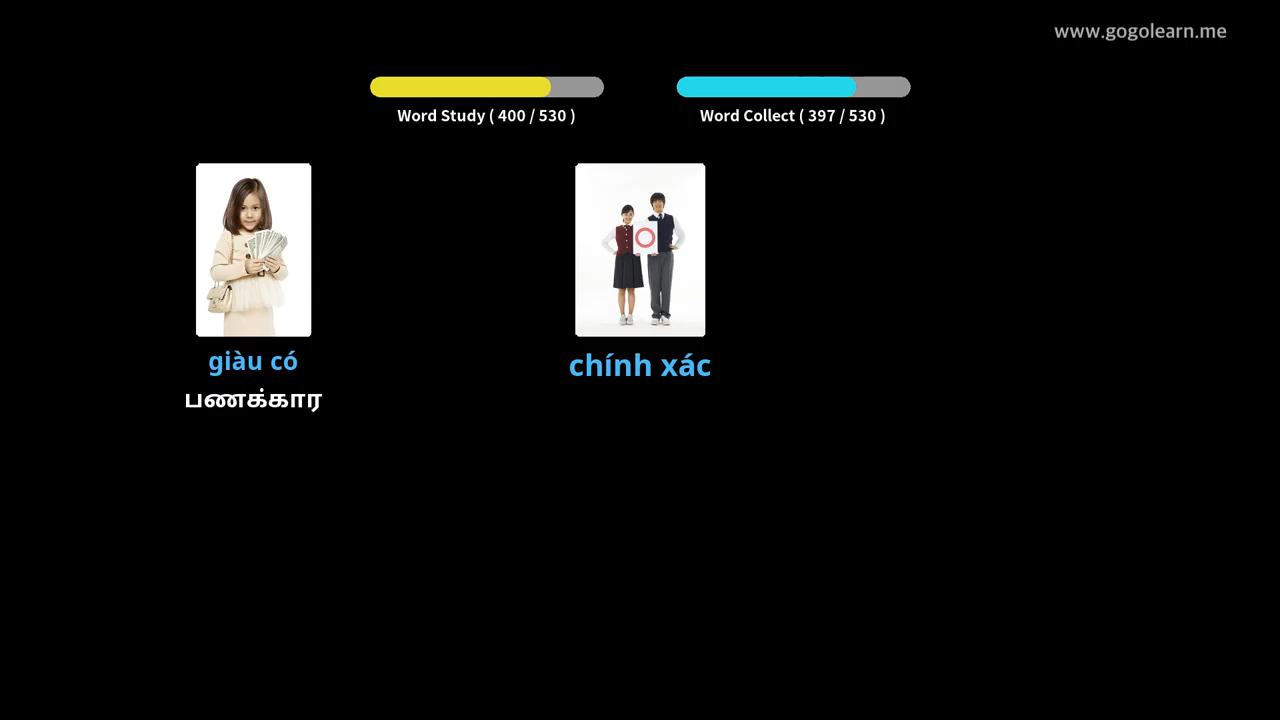 www.gogolearn.me
Word Study ( 400 / 530 )
Word Collect ( 397 / 530 )
giàu có
பணக்கார
chính xác